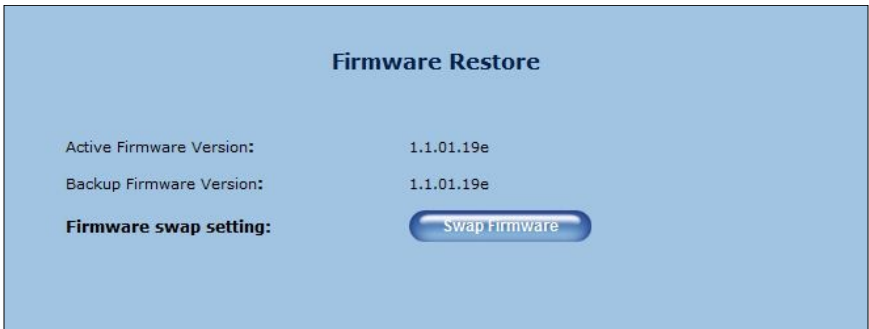 Firmware Restore
Active Firmware Version: 1.1.01.19e
Backup Firmware Version: 1.1.01.19e
Firmware swap setting: Swap Firmware